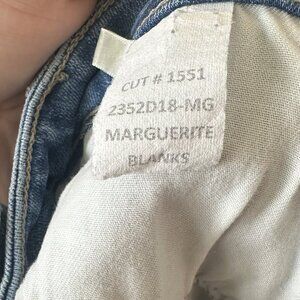 CUT # 1551
2352D18-MG
MARGUERITE
BLANKS